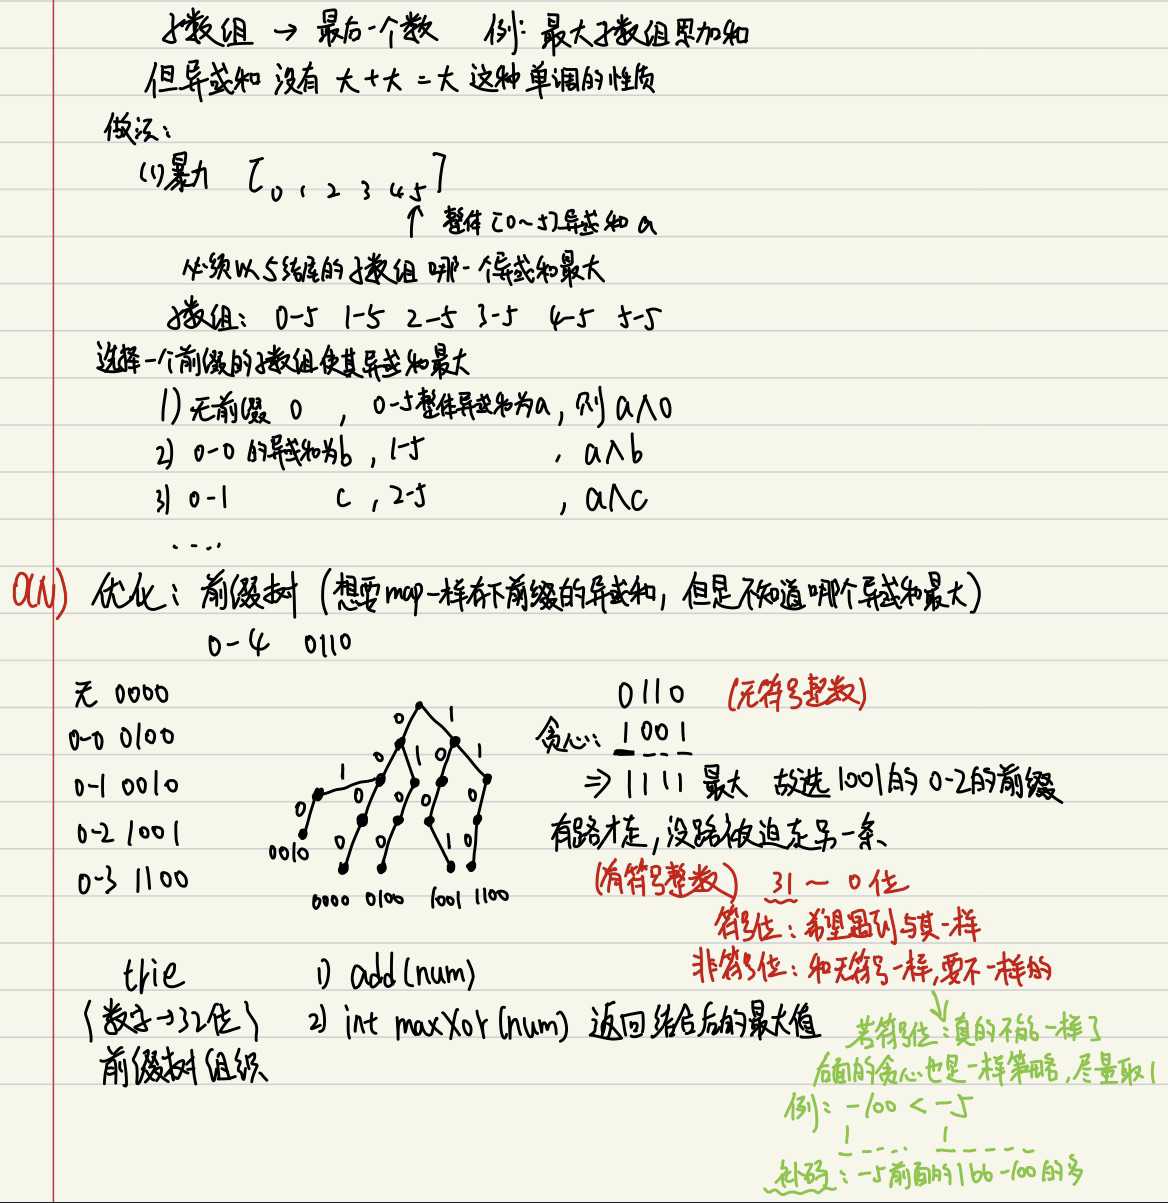 子数组 → 最后一个数 例: 最大子数组累加和
但异或和 没有 大+大=大 这种单调的性质
做法:
(1)暴力 [0 1 2 3 4 5]
↑ 整体[0~5]异或和 a
必须以5结尾的子数组 哪一个异或和最大
子数组: 0-5 1-5 2-5 3-5 4-5 5-5
选择一个前缀的子数组使其异或和最大
1) 无前缀 0 , 0-5整体异或和为a, 则 a∧0
2) 0-0 的异或和为b , 1-5 , a∧b
3) 0-1 c , 2-5 , a∧c
....
O(N) 优化: 前缀树 (想要map一样存下前缀的异或和, 但是不知道哪个异或和最大)
0-4 0110
无 0000
0-0 0100
0-1 0010
0-2 1001
0-3 1100
0 1
0 1 0 1
1 0 0 0 0
0 0 0 1 0
0010
0000 0100 1001 1100
0110 (无符号整数)
贪心: 1001
⇒ 1111 最大 故选1001的0-2的前缀
有路才走, 没路被迫走另一条
(有符号整数) 31 ~ 0 位
符号位: 希望遇到与其一样
非符号位: 和无符号一样, 要不一样的
trie 1) add(num)
{数字→32位} 2) int maxXor(num) 返回结合后的最大值
前缀树组织
若符号位: 真的不能一样了
后面的贪心也是一样策略, 尽量取1
例: -100 < -5
1 .... 1 ....
补码: -5前面的1比-100的多